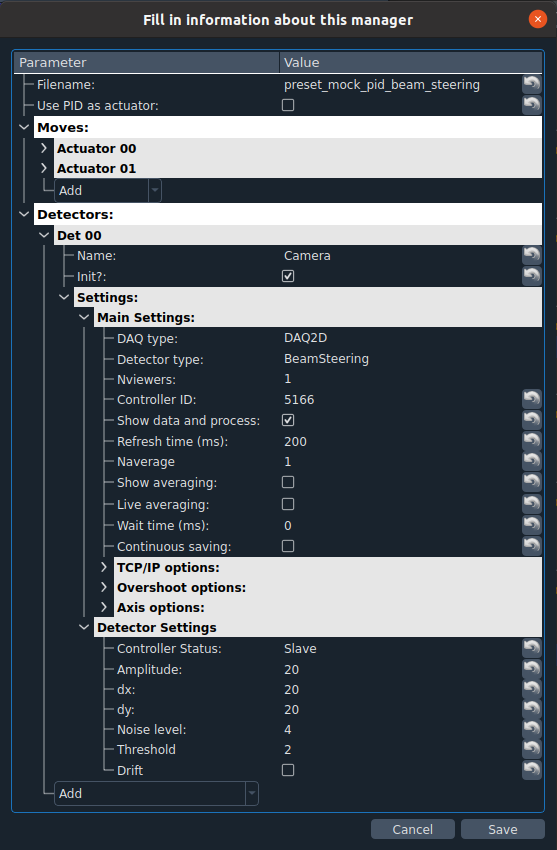 Fill in information about this manager
Parameter Value
Filename: preset_mock_pid_beam_steering
Use PID as actuator:
Moves:
Actuator 00
Actuator 01
Add
Detectors:
Det 00
Name: Camera
Init?:
Settings:
Main Settings:
DAQ type: DAQ2D
Detector type: BeamSteering
Nviewers: 1
Controller ID: 5166
Show data and process:
Refresh time (ms): 200
Naverage 1
Show averaging:
Live averaging:
Wait time (ms): 0
Continuous saving:
TCP/IP options:
Overshoot options:
Axis options:
Detector Settings
Controller Status: Slave
Amplitude: 20
dx: 20
dy: 20
Noise level: 4
Threshold 2
Drift
Add
Cancel Save